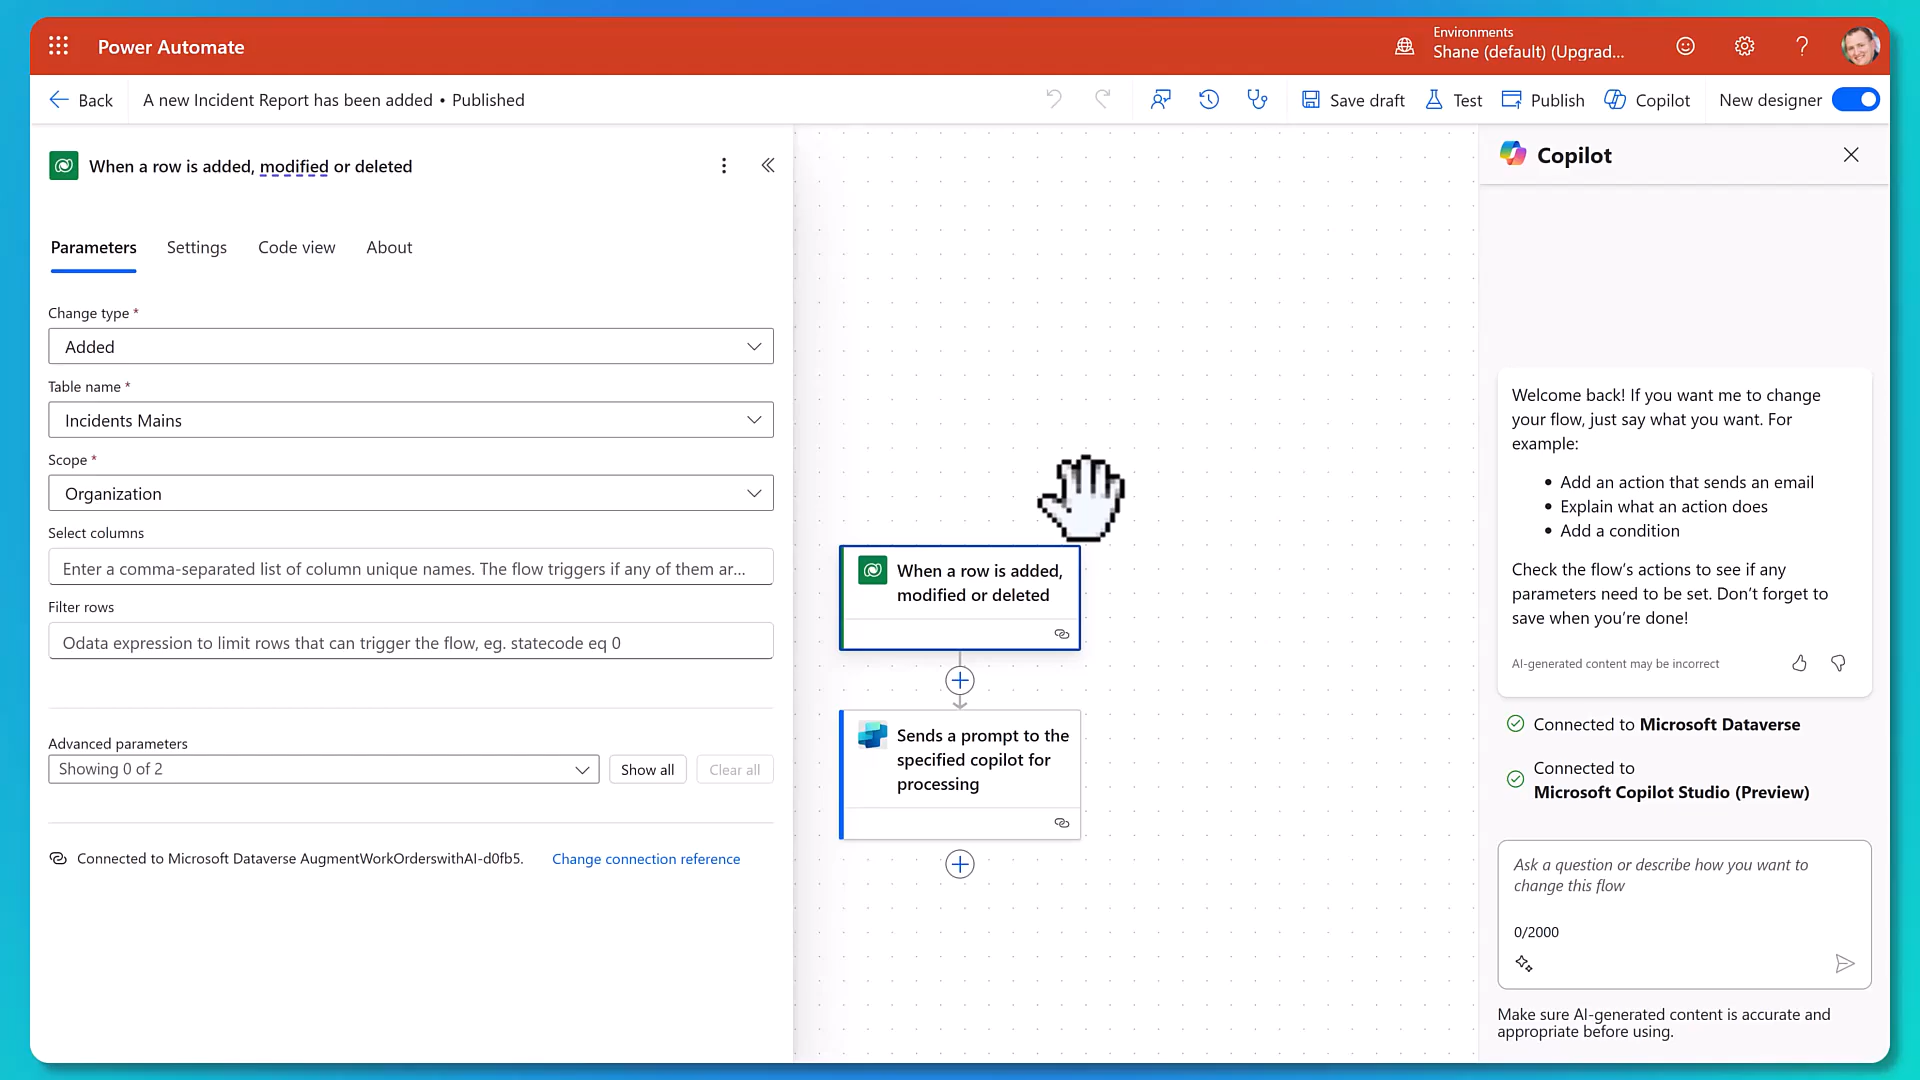 Power Automate
Environments
Shane (default) (Upgrad...
Back
A new Incident Report has been added • Published
Save draft
Test
Publish
Copilot
New designer
When a row is added, modified or deleted
Parameters
Settings
Code view
About
Change type *
Added
Table name *
Incidents Mains
Scope *
Organization
Select columns
Enter a comma-separated list of column unique names. The flow triggers if any of them ar...
Filter rows
Odata expression to limit rows that can trigger the flow, eg. statecode eq 0
Advanced parameters
Showing 0 of 2
Show all
Clear all
Connected to Microsoft Dataverse AugmentWorkOrderswithAI-d0fb5.
Change connection reference
When a row is added,
modified or deleted
Sends a prompt to the
specified copilot for
processing
Copilot
Welcome back! If you want me to change
your flow, just say what you want. For
example:
• Add an action that sends an email
• Explain what an action does
• Add a condition
Check the flow's actions to see if any
parameters need to be set. Don't forget to
save when you're done!
AI-generated content may be incorrect
Connected to Microsoft Dataverse
Connected to
Microsoft Copilot Studio (Preview)
Ask a question or describe how you want to
change this flow
0/2000
Make sure AI-generated content is accurate and
appropriate before using.